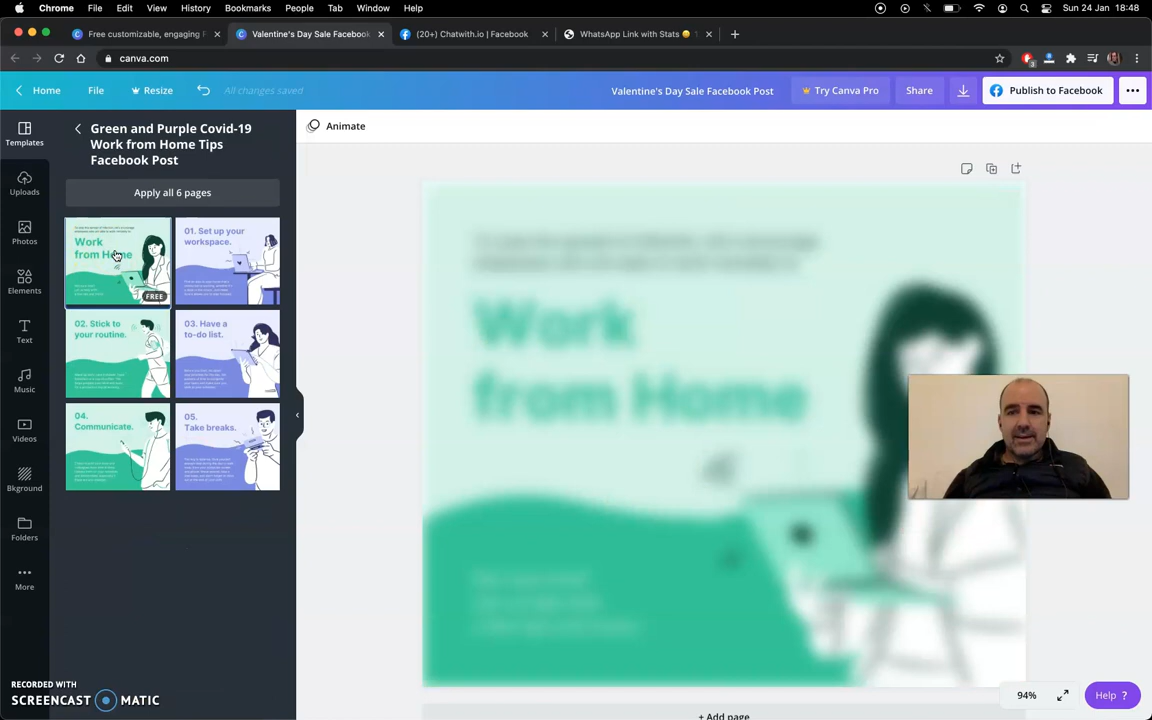 Chrome File Edit View History Bookmarks People Tab Window Help
Sun 24 Jan 18:48
Free customizable, engaging F
Valentine's Day Sale Facebook
(20+) Chatwith.io | Facebook
WhatsApp Link with Stats
canva.com
Home
File
Resize
All changes saved
Valentine's Day Sale Facebook Post
Try Canva Pro
Share
Publish to Facebook
Templates
Uploads
Photos
Elements
Text
Music
Videos
Bkground
Folders
More
Green and Purple Covid-19
Work from Home Tips
Facebook Post
Apply all 6 pages
Work
from Home
FREE
01. Set up your
workspace.
02. Stick to
your routine.
03. Have a
to-do list.
04.
Communicate.
05.
Take breaks.
Animate
Work
from Home
+ Add page
94%
Help ?
RECORDED WITH
SCREENCAST MATIC